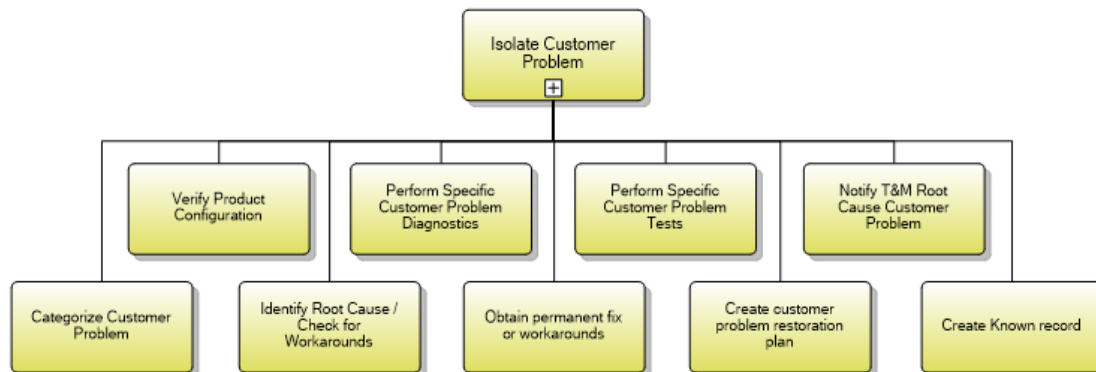 Isolate Customer
Problem
Verify Product
Configuration
Perform Specific
Customer Problem
Diagnostics
Perform Specific
Customer Problem
Tests
Notify T&M Root
Cause Customer
Problem
Categorize Customer
Problem
Identify Root Cause /
Check for
Workarounds
Obtain permanent fix
or workarounds
Create customer
problem restoration
plan
Create Known record